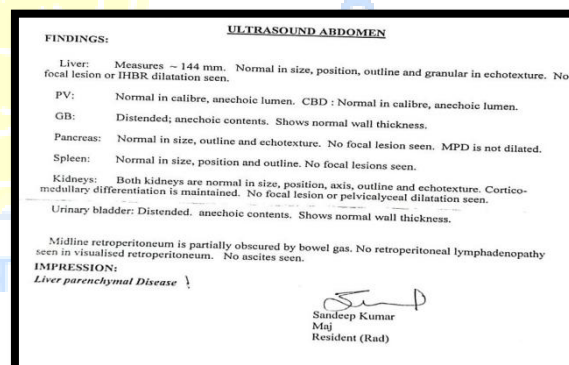 ULTRASOUND ABDOMEN
FINDINGS:
Liver: Measures ~ 144 mm. Normal in size, position, outline and granular in echotexture. No
focal lesion or IHBR dilatation seen.
PV: Normal in calibre, anechoic lumen. CBD : Normal in calibre, anechoic lumen.
GB: Distended; anechoic contents. Shows normal wall thickness.
Pancreas: Normal in size, outline and echotexture. No focal lesion seen. MPD is not dilated.
Spleen: Normal in size, position and outline. No focal lesions seen.
Kidneys: Both kidneys are normal in size, position, axis, outline and echotexture. Cortico-
medullary differentiation is maintained. No focal lesion or pelvicalyceal dilatation seen.
Urinary bladder: Distended. anechoic contents. Shows normal wall thickness.
Midline retroperitoneum is partially obscured by bowel gas. No retroperitoneal lymphadenopathy
seen in visualised retroperitoneum. No ascites seen.
IMPRESSION:
Liver parenchymal Disease
Sandeep Kumar
Maj
Resident (Rad)